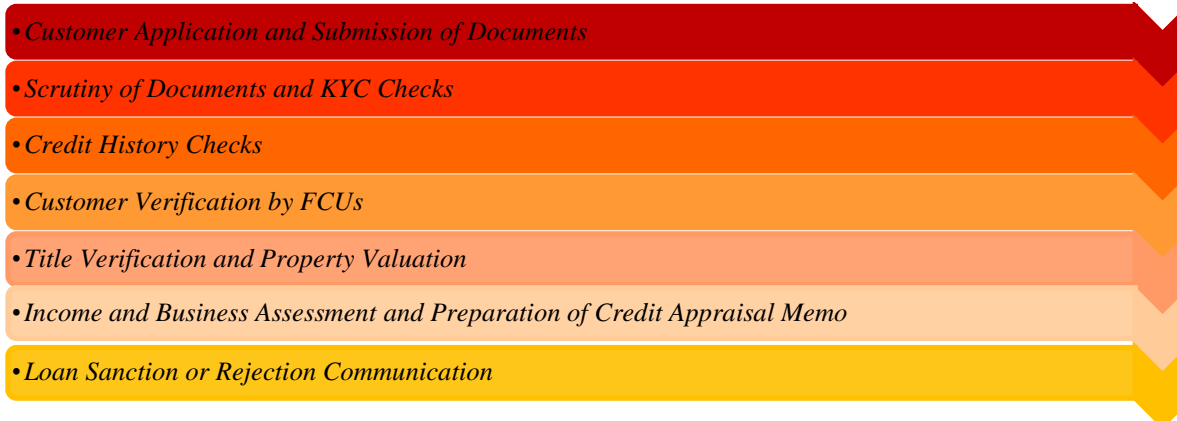 •Customer Application and Submission of Documents
•Scrutiny of Documents and KYC Checks
•Credit History Checks
•Customer Verification by FCUs
•Title Verification and Property Valuation
•Income and Business Assessment and Preparation of Credit Appraisal Memo
•Loan Sanction or Rejection Communication